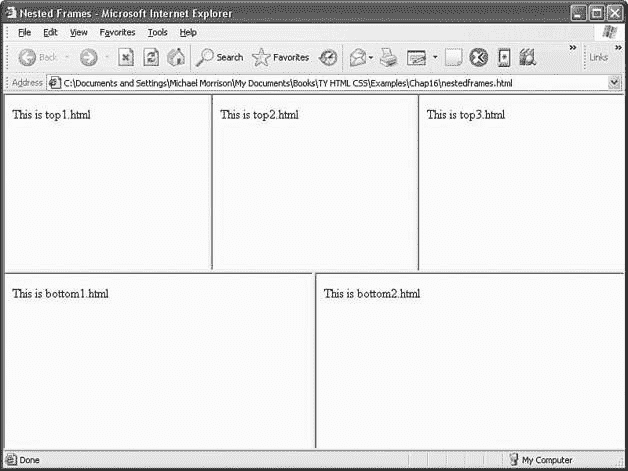 Nested Frames - Microsoft Internet Explorer
File Edit View Favorites Tools Help
Back Search Favorites Links
Address C:\Documents and Settings\Michael Morrison\My Documents\Books\TY HTML CSS\Examples\Chap16\nestedframes.html
This is top1.html This is top2.html This is top3.html
This is bottom1.html This is bottom2.html
Done My Computer